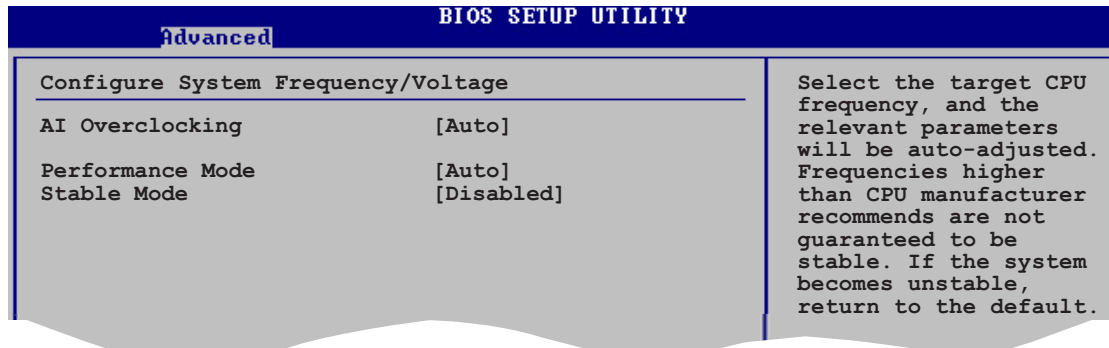 BIOS SETUP UTILITY
Advanced
Configure System Frequency/Voltage
AI Overclocking [Auto]
Performance Mode [Auto]
Stable Mode [Disabled]
Select the target CPU
frequency, and the
relevant parameters
will be auto-adjusted.
Frequencies higher
than CPU manufacturer
recommends are not
guaranteed to be
stable. If the system
becomes unstable,
return to the default.